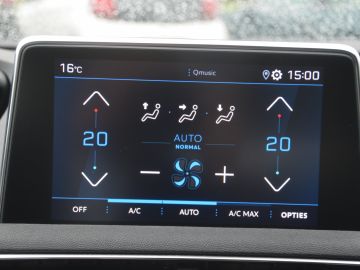 16°C Qmusic 15:00
20 AUTO 20
NORMAL
OFF A/C AUTO A/C MAX OPTIES